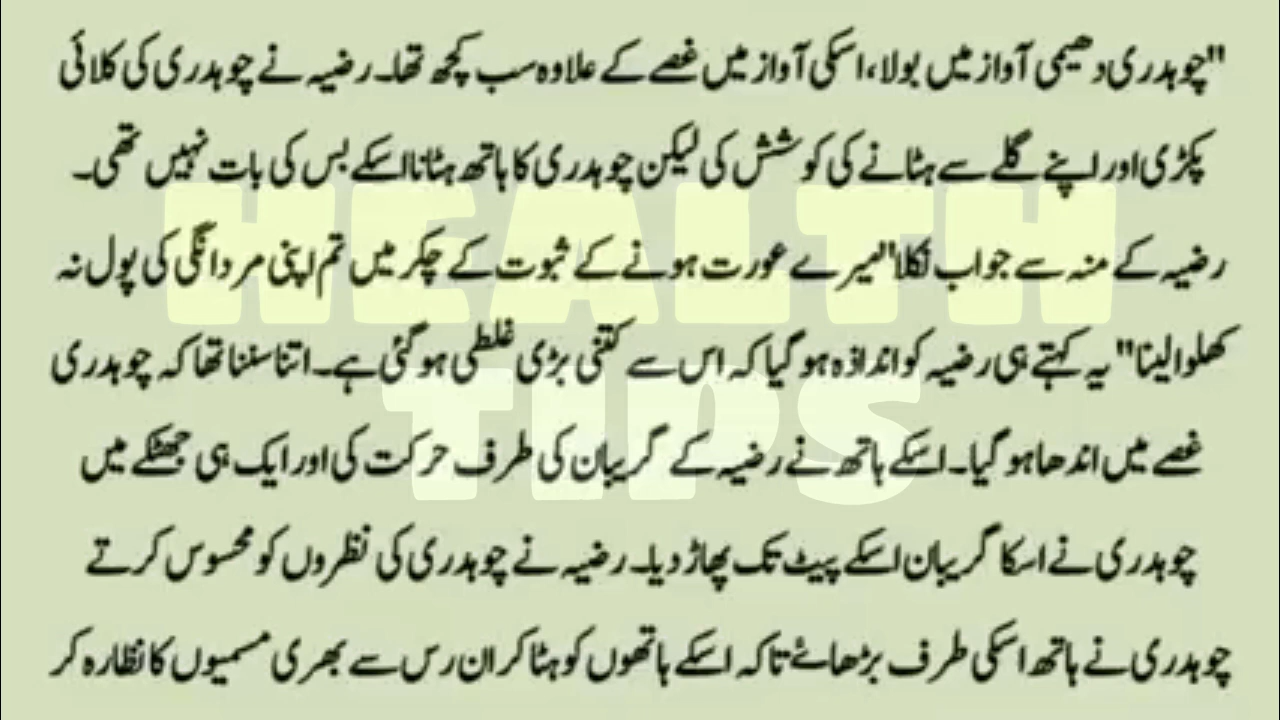 "چوہدری دھیمی آواز میں بولا، اسکی آواز میں غصے کے علاوہ سب کچھ تھا۔ رضیہ نے چوہدری کی کلائی
پکڑی اور اپنے گلے سے ہٹانے کی کوشش کی لیکن چوہدری کا ہاتھ ہٹانا اسکے بس کی بات نہیں تھی۔
رضیہ کے منہ سے جواب نکلا "میرے عورت ہونے کے ثبوت کے چکر میں تم اپنی مردانگی کی پول نہ
کھلوا لینا" یہ کہتے ہی رضیہ کو اندازہ ہو گیا کہ اس سے کتنی بڑی غلطی ہو گئی ہے۔ اتنا سننا تھا کہ چوہدری
غصے میں اندھا ہو گیا۔ اسکے ہاتھ نے رضیہ کے گریبان کی طرف حرکت کی اور ایک ہی جھٹکے میں
چوہدری نے اسکا گریبان اسکے پیٹ تک پھاڑ دیا۔ رضیہ نے چوہدری کی نظروں کو محسوس کرتے
چوہدری نے ہاتھ اسکی طرف بڑھائے تاکہ اسکے ہاتھوں کو ہٹا کر ان رس سے بھری ممسیوں کا نظارہ کر
HEALTH
TIPS